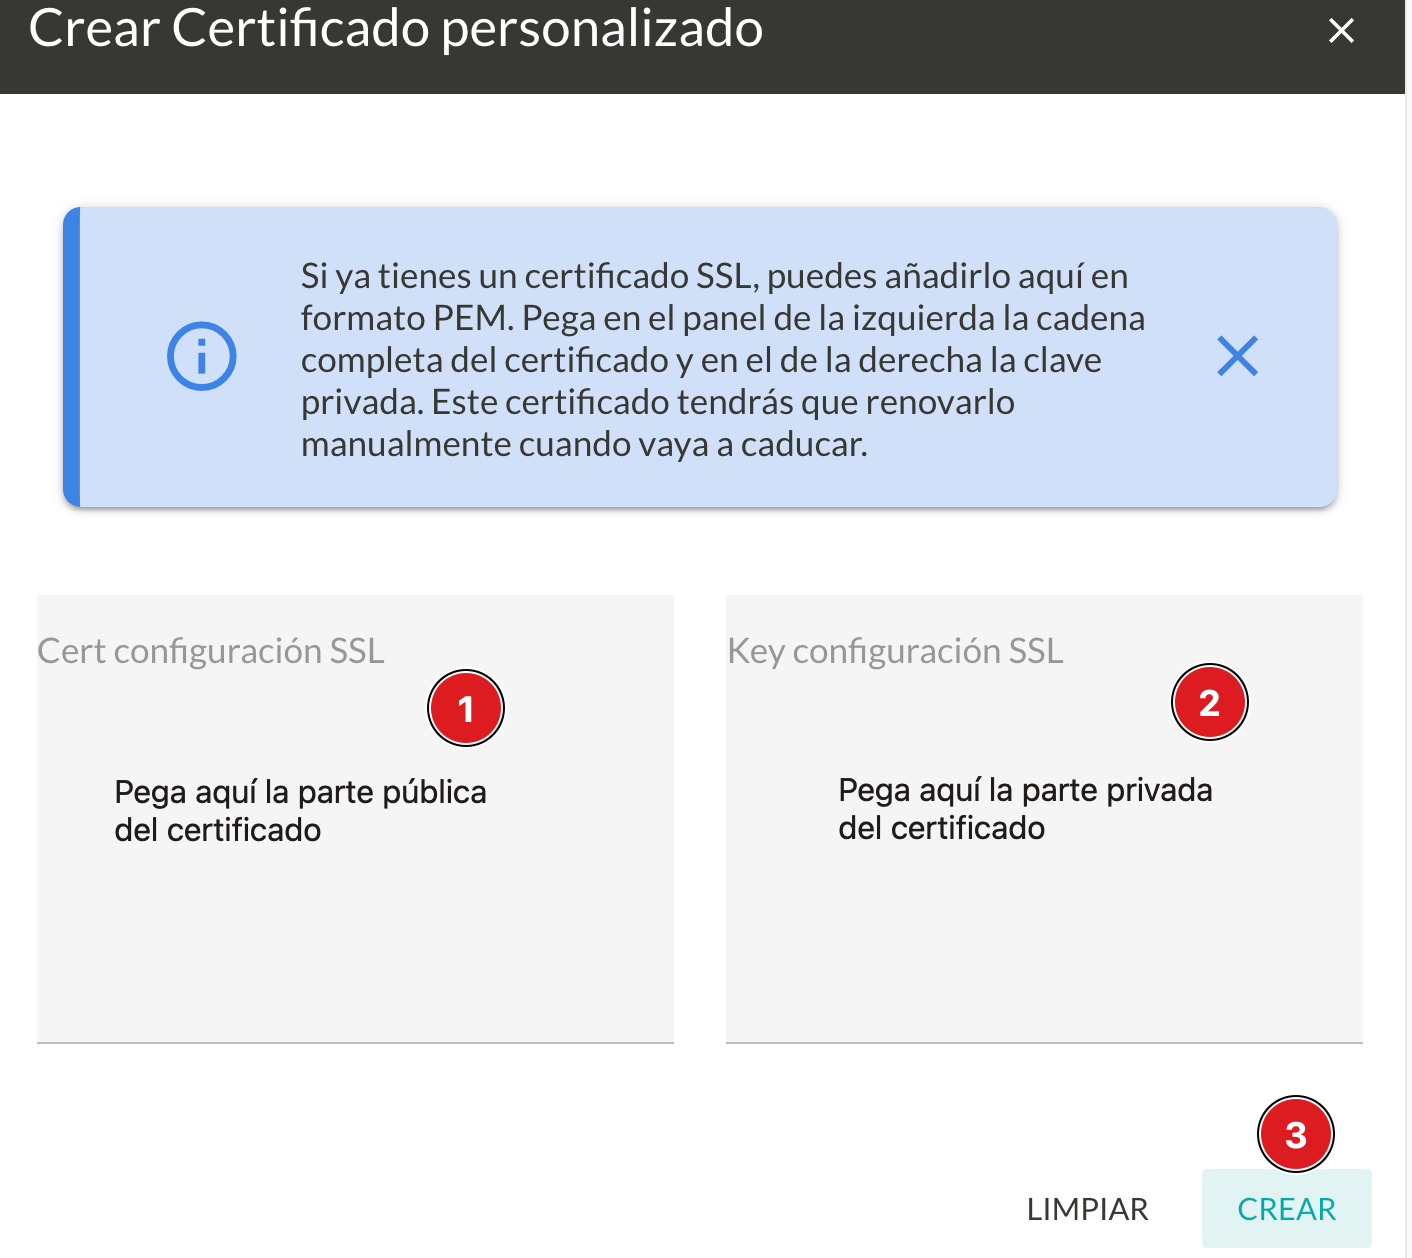 Crear Certificado personalizado
Si ya tienes un certificado SSL, puedes añadirlo aquí en
formato PEM. Pega en el panel de la izquierda la cadena
completa del certificado y en el de la derecha la clave
privada. Este certificado tendrás que renovarlo
manualmente cuando vaya a caducar.
Cert configuración SSL
1
Pega aquí la parte pública
del certificado
Key configuración SSL
2
Pega aquí la parte privada
del certificado
3
LIMPIAR
CREAR